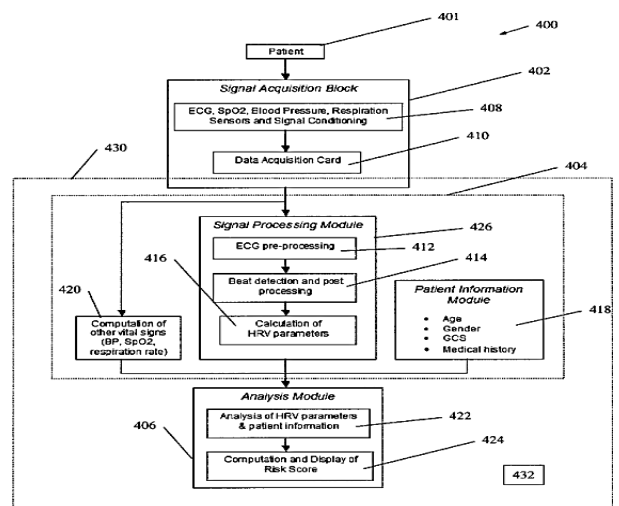 401
400
Patient
Signal Acquisition Block
402
ECG, SpO2, Blood Pressure, Respiration
Sensors and Signal Conditioning
408
430
Data Acquisition Card
410
404
Signal Processing Module
426
ECG pre-processing
412
416
Beat detection and post
processing
414
420
Calculation of
HRV parameters
Computation of
other vital signs
(BP, SpO2,
respiration rate)
Patient Information
Module
• Age
• Gender
• GCS
• Medical history
418
Analysis Module
406
Analysis of HRV parameters
& patient information
422
Computation and Display of
Risk Score
424
432